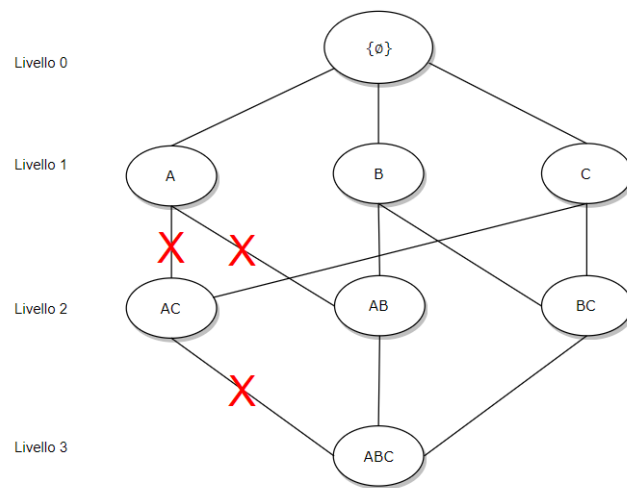 Livello 0
{ø}
Livello 1
A
B
C
X
X
Livello 2
AC
AB
BC
X
Livello 3
ABC